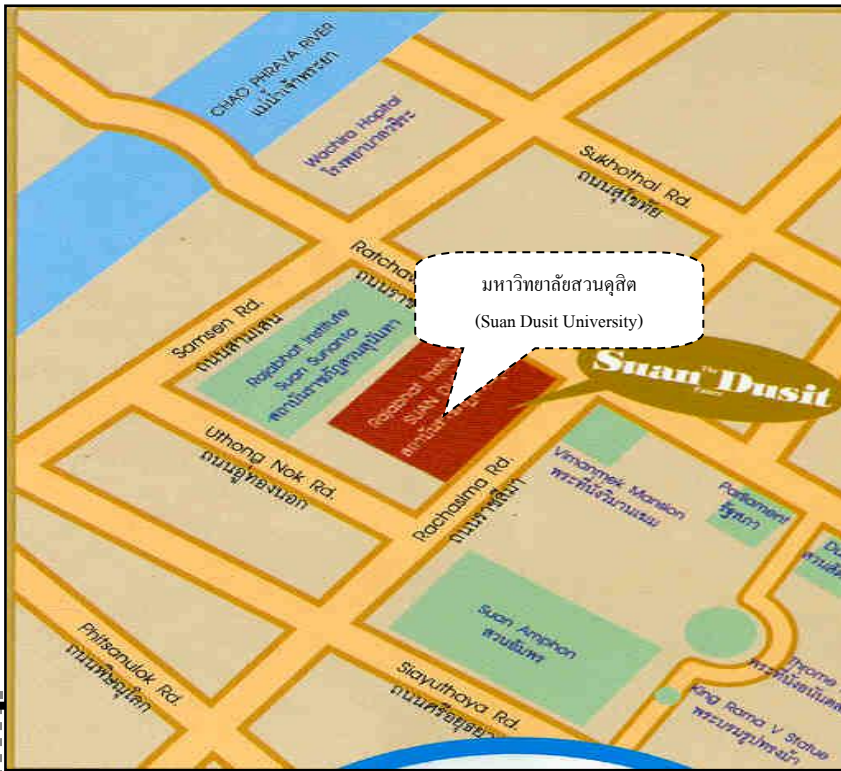 CHAO PHRAYA RIVER
แม่น้ำเจ้าพระยา
Wachira Hopital
โรงพยาบาลวชิระ
Sukhothai Rd.
ถนนสุโขทัย
มหาวิทยาลัยสวนดุสิต
(Suan Dusit University)
Samsen Rd.
ถนนสามเสน
Rajabhat Institute
Suan Sunanta
สถาบันราชภัฏสวนสุนันทา
Rajabhat
Suan The Dusit
Uthong Nok Rd.
ถนนอู่ทองนอก
Rachasima Rd.
ถนนราชสีมา
Vimanmek Mansion
พระที่นั่งวิมานเมฆ
Parliament
รัฐสภา
Suan Amphon
สวนอัมพร
Phitsanulok Rd.
ถนนพิษณุโลก
Siayuthaya Rd.
King Rama V Statue
พระบรมรูปทรงม้า